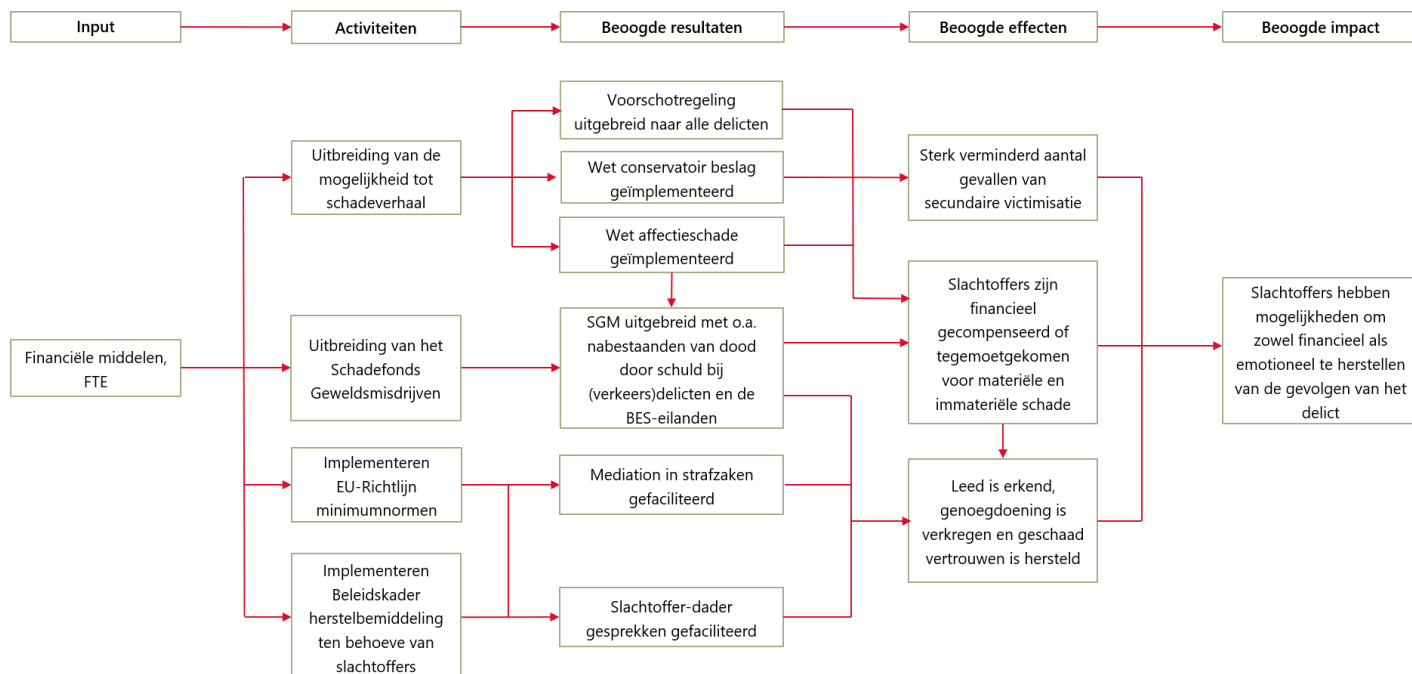 Input
Activiteiten
Beoogde resultaten
Beoogde effecten
Beoogde impact
Financiële middelen,
FTE
Uitbreiding van de
mogelijkheid tot
schadeverhaal
Uitbreiding van het
Schadefonds
Geweldsmisdrijven
Implementeren
EU-Richtlijn
minimumnormen
Implementeren
Beleidskader
herstelbemiddeling
ten behoeve van
slachtoffers
Voorschotregeling
uitgebreid naar alle delicten
Wet conservatoir beslag
geïmplementeerd
Wet affectieschade
geïmplementeerd
SGM uitgebreid met o.a.
nabestaanden van dood
door schuld bij
(verkeers)delicten en de
BES-eilanden
Mediation in strafzaken
gefaciliteerd
Slachtoffer-dader
gesprekken gefaciliteerd
Sterk verminderd aantal
gevallen van
secundaire victimisatie
Slachtoffers zijn
financieel
gecompenseerd of
tegemoetgekomen
voor materiële en
immateriële schade
Leed is erkend,
genoegdoening is
verkregen en geschaad
vertrouwen is hersteld
Slachtoffers hebben
mogelijkheden om
zowel financieel als
emotioneel te herstellen
van de gevolgen van het
delict